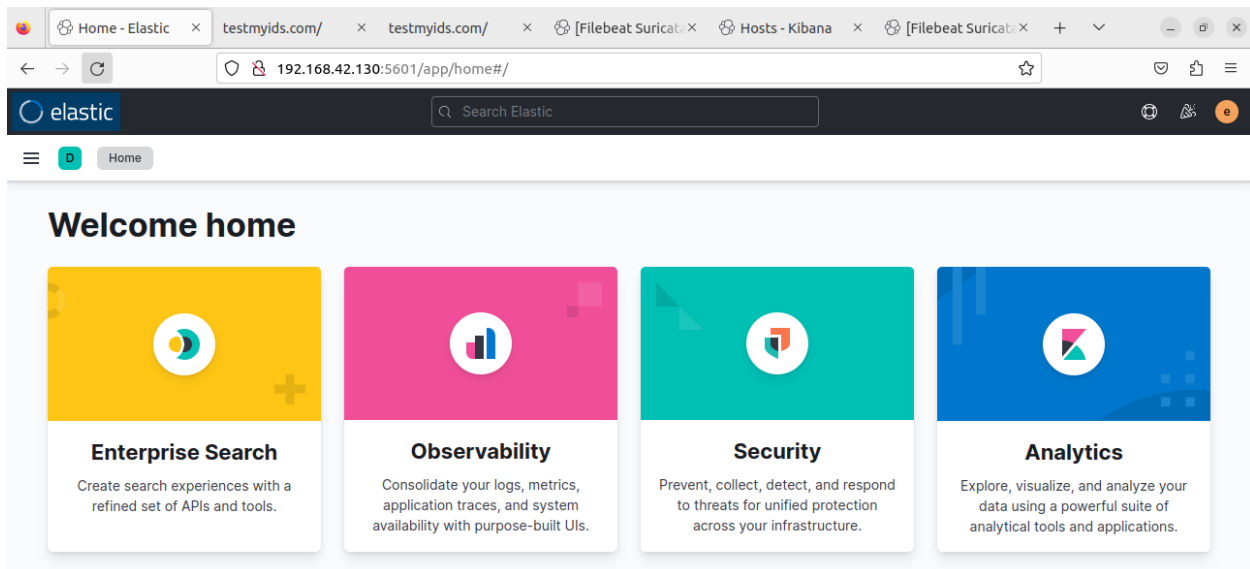 Home - Elastic × testmyids.com/ × testmyids.com/ × [Filebeat Suricata × Hosts - Kibana × [Filebeat Suricata × +
192.168.42.130:5601/app/home#/
elastic Search Elastic e
D Home
Welcome home
Enterprise Search
Create search experiences with a
refined set of APIs and tools.
Observability
Consolidate your logs, metrics,
application traces, and system
availability with purpose-built UIs.
Security
Prevent, collect, detect, and respond
to threats for unified protection
across your infrastructure.
Analytics
Explore, visualize, and analyze your
data using a powerful suite of
analytical tools and applications.